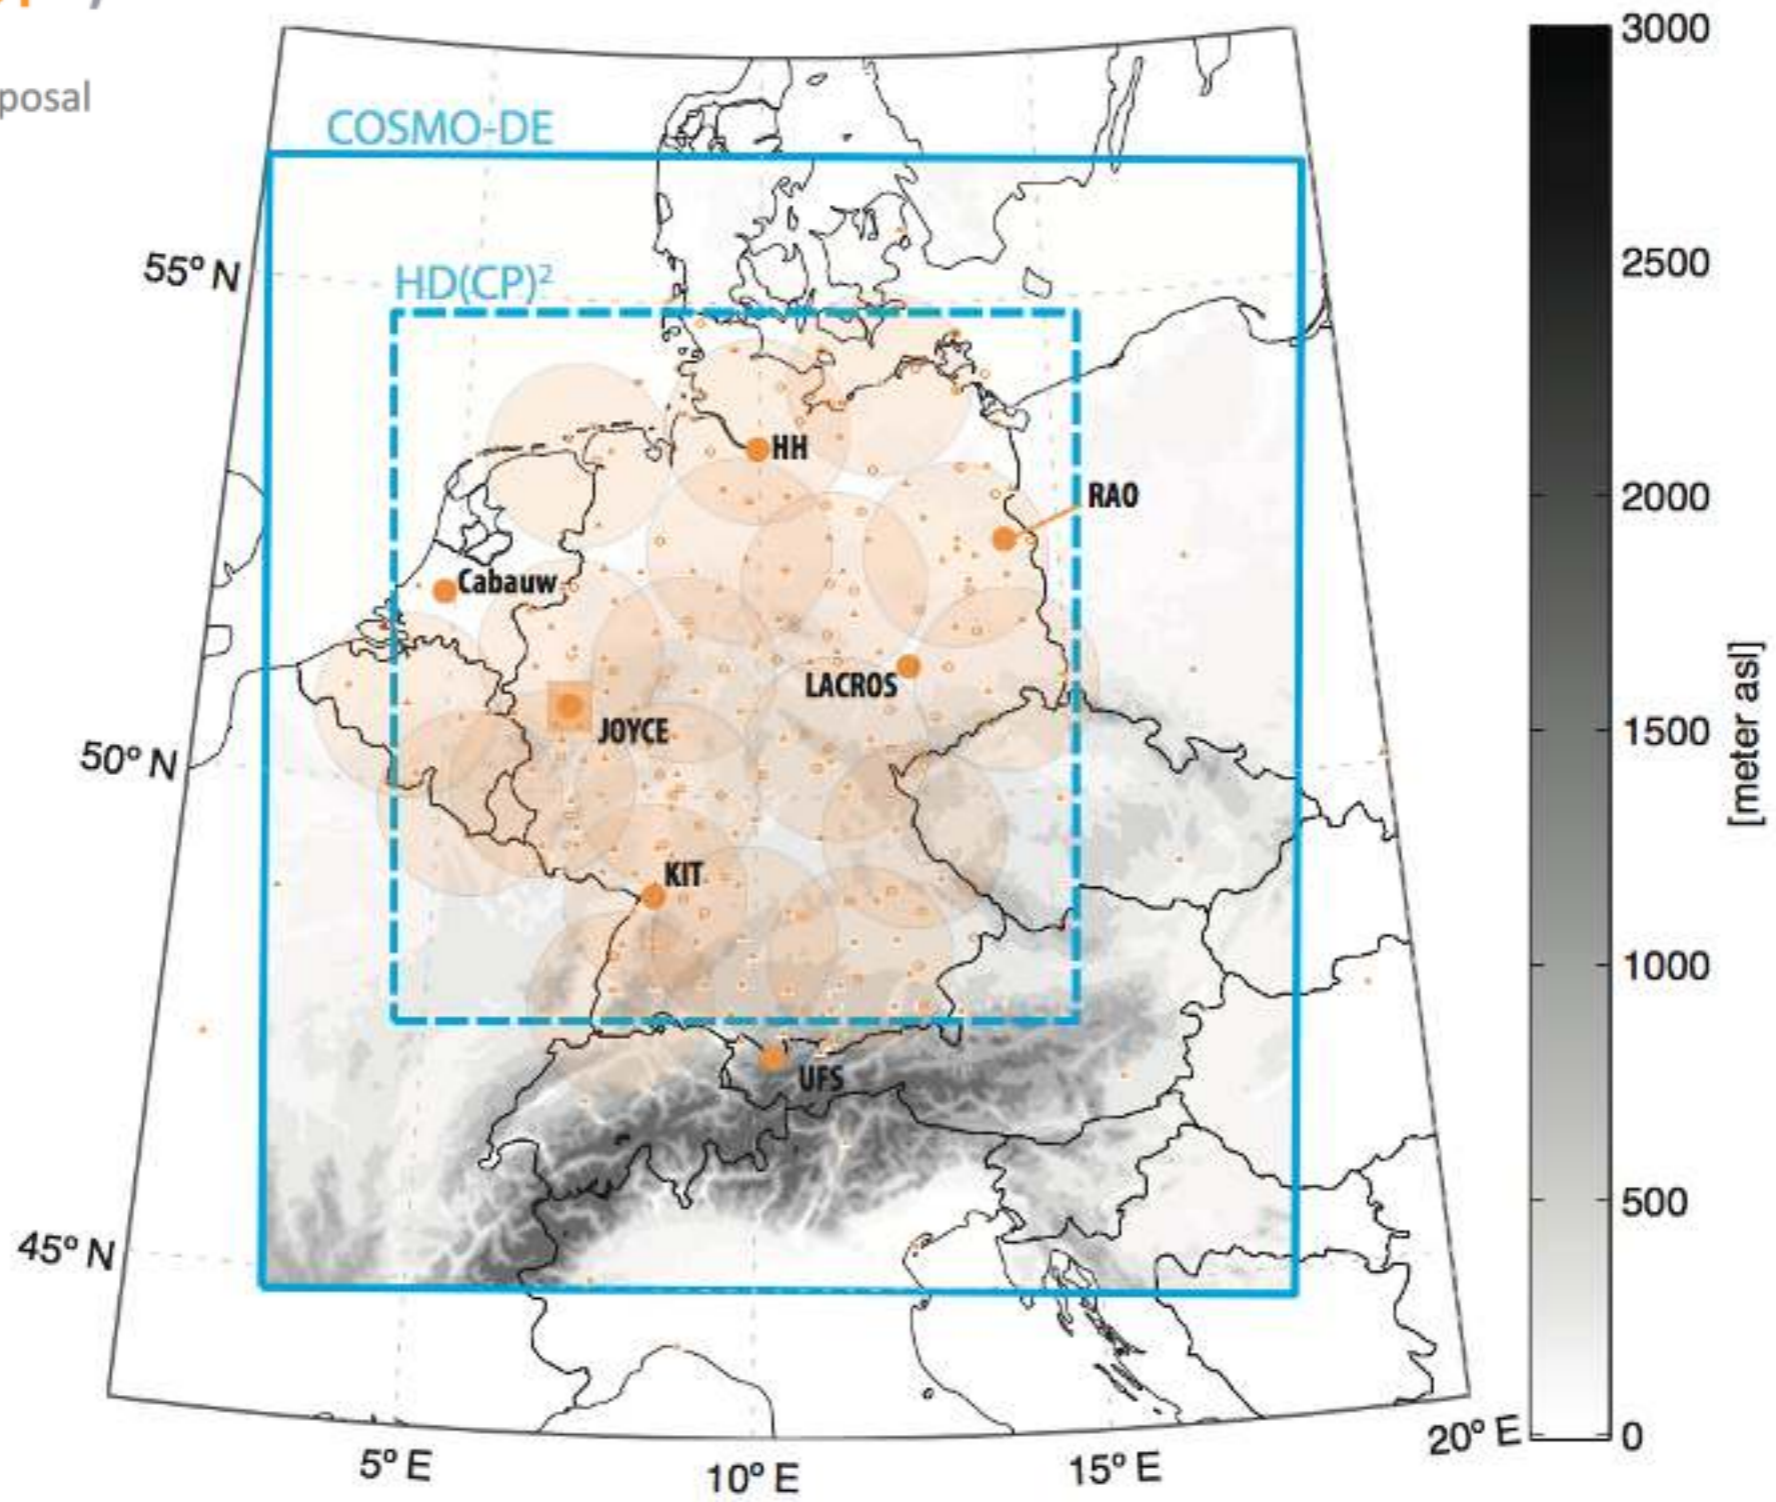 posal
COSMO-DE
HD(CP)²
55° N
50° N
45° N
HH
RAO
Cabauw
LACROS
JOYCE
KIT
UFS
5° E
10° E
15° E
20° E
3000
2500
2000
1500
1000
500
0
[meter asl]